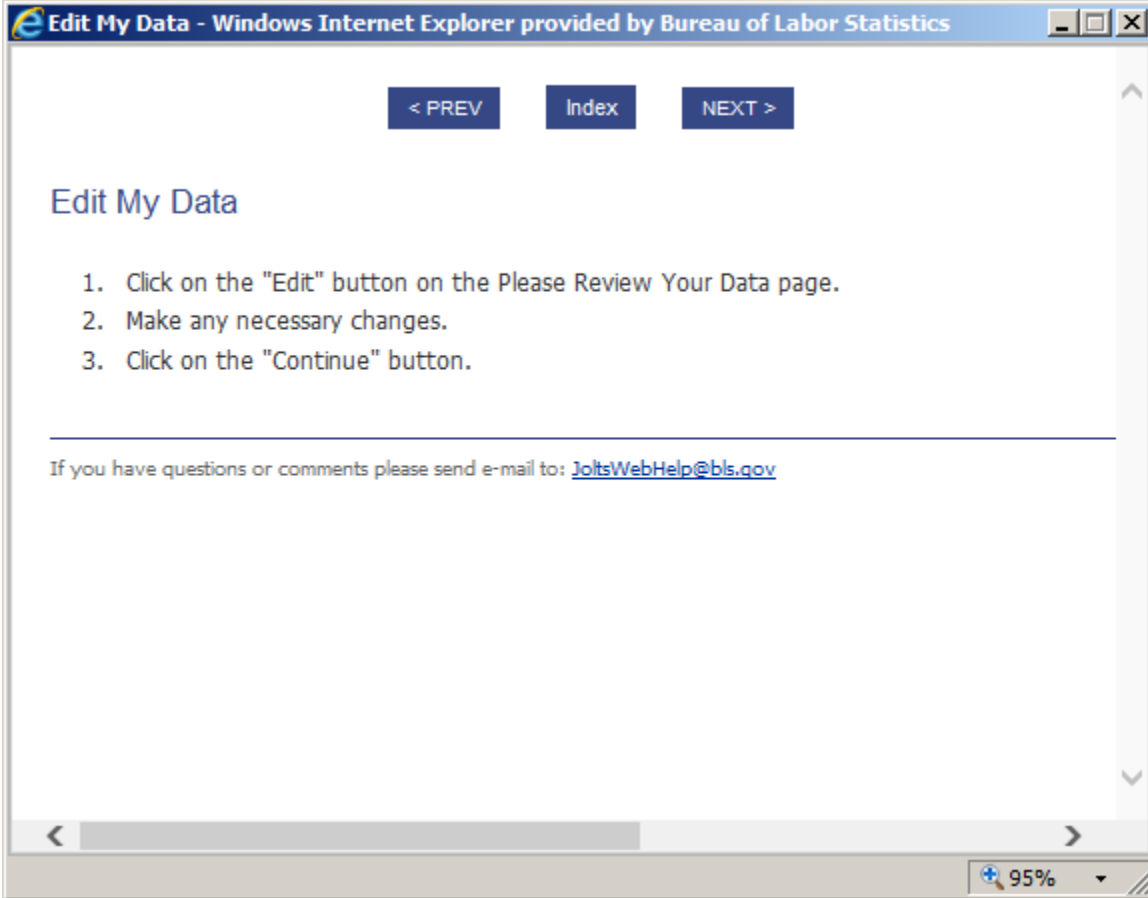 Edit My Data - Windows Internet Explorer provided by Bureau of Labor Statistics
< PREV Index NEXT >
Edit My Data
1. Click on the "Edit" button on the Please Review Your Data page.
2. Make any necessary changes.
3. Click on the "Continue" button.
If you have questions or comments please send e-mail to: JoltsWebHelp@bls.gov
95%